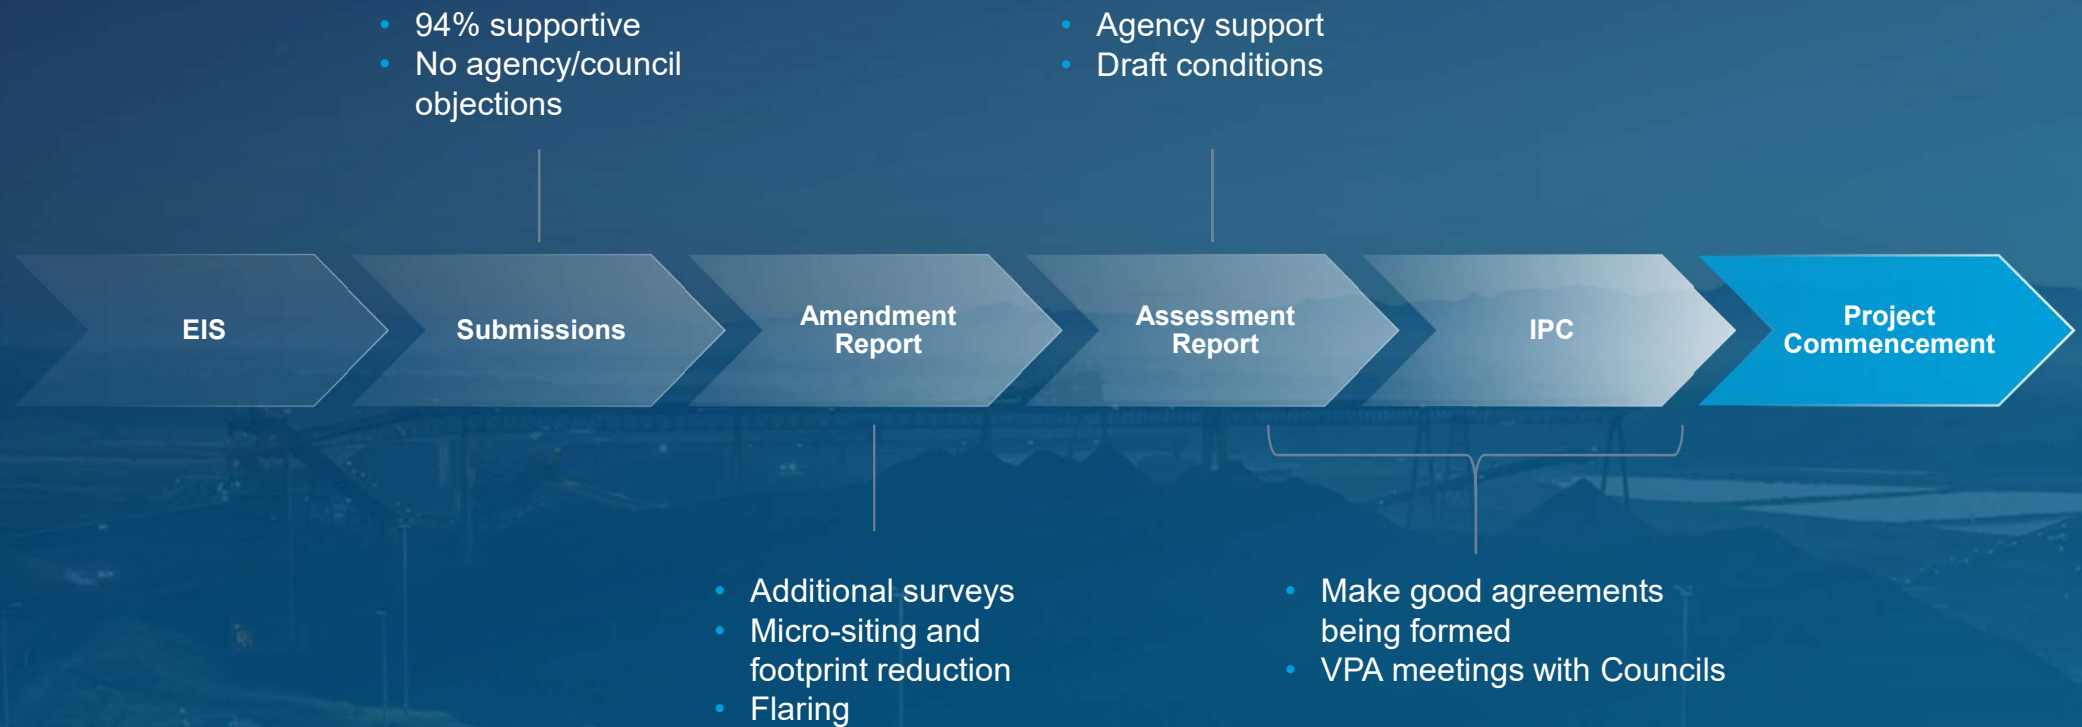 • 94% supportive
• No agency/council
objections
• Agency support
• Draft conditions
EIS
Submissions
Amendment
Report
Assessment
Report
IPC
Project
Commencement
• Additional surveys
• Micro-siting and
footprint reduction
• Flaring
• Make good agreements
being formed
• VPA meetings with Councils